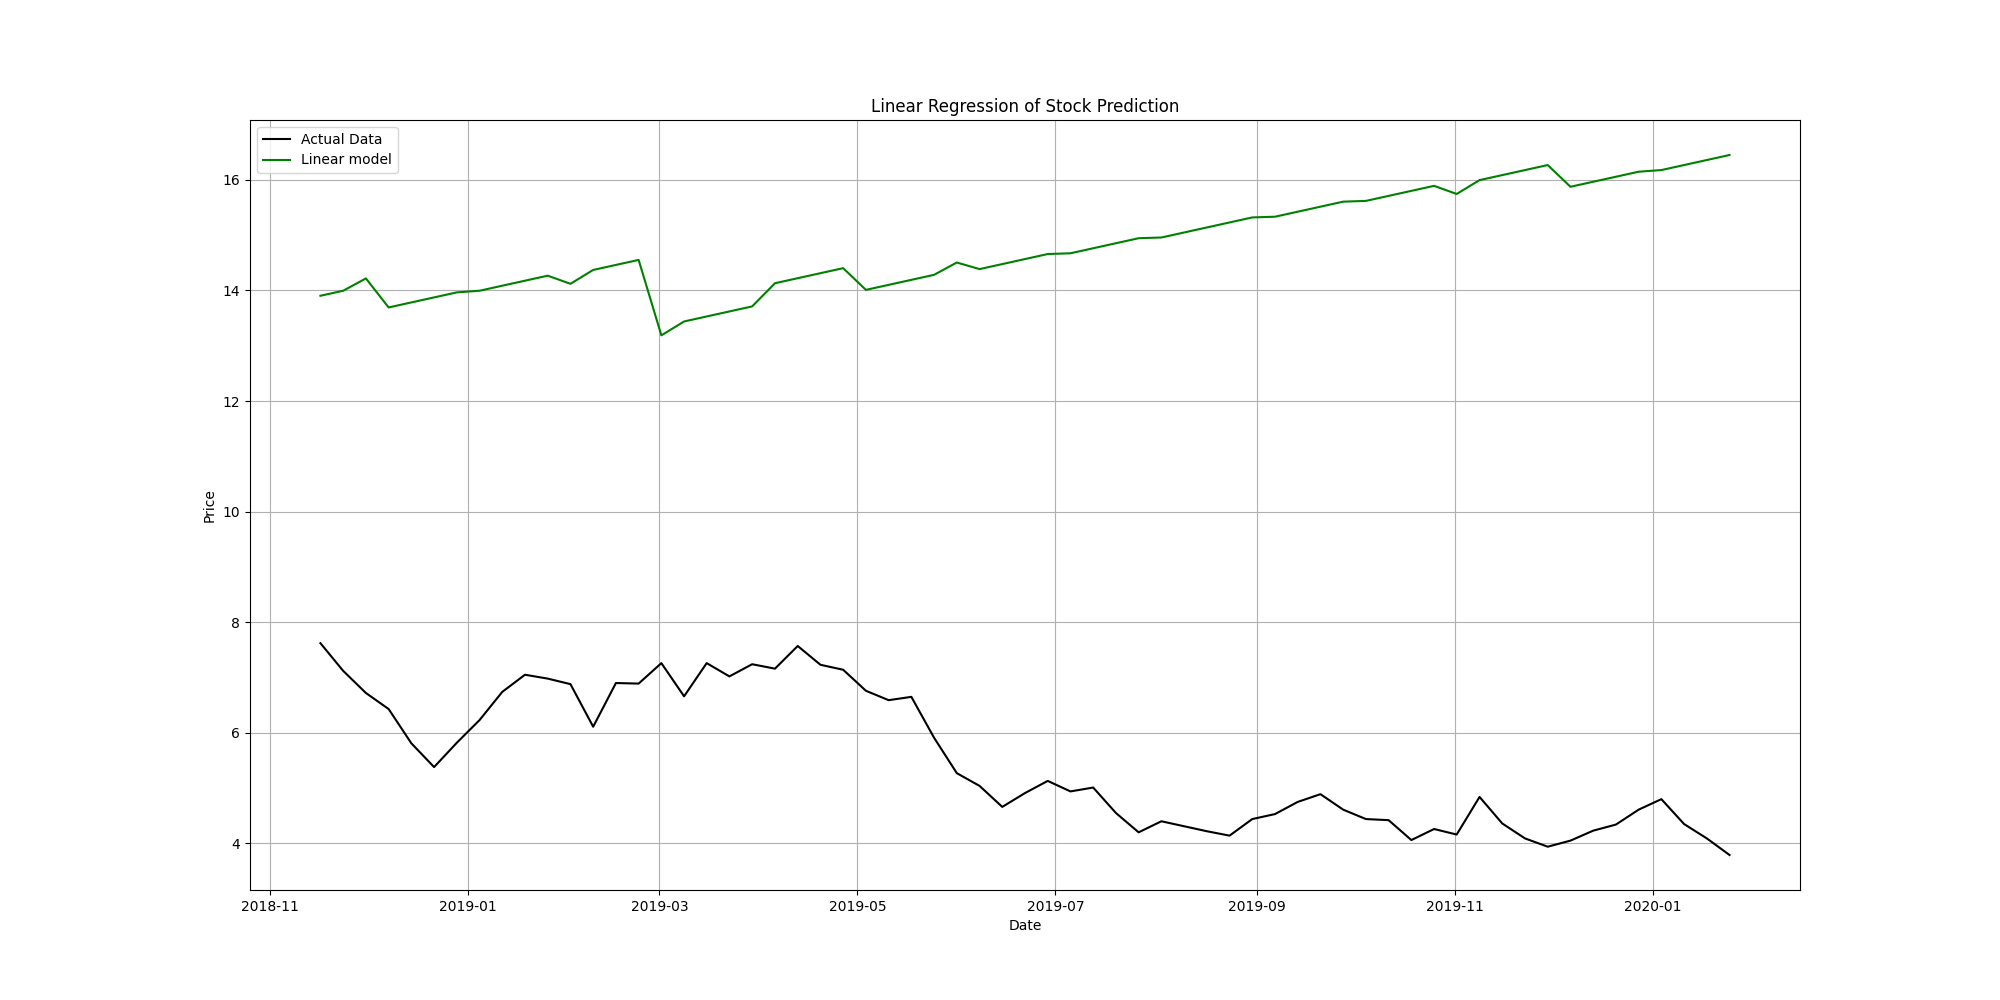 Linear Regression of Stock Prediction
Actual Data
Linear model
16
14
12
10
8
6
4
Price
2018-11 2019-01 2019-03 2019-05 2019-07 2019-09 2019-11 2020-01
Date